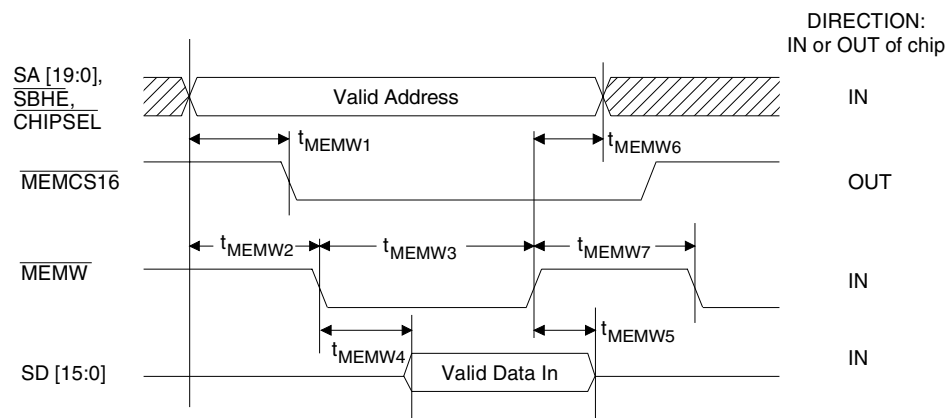 DIRECTION:
IN or OUT of chip
SA [19:0],
SBHE,
CHIPSEL
Valid Address
IN
tMEMW1
tMEMW6
MEMCS16
OUT
tMEMW2
tMEMW3
tMEMW7
MEMW
IN
tMEMW4
tMEMW5
SD [15:0]
Valid Data In
IN